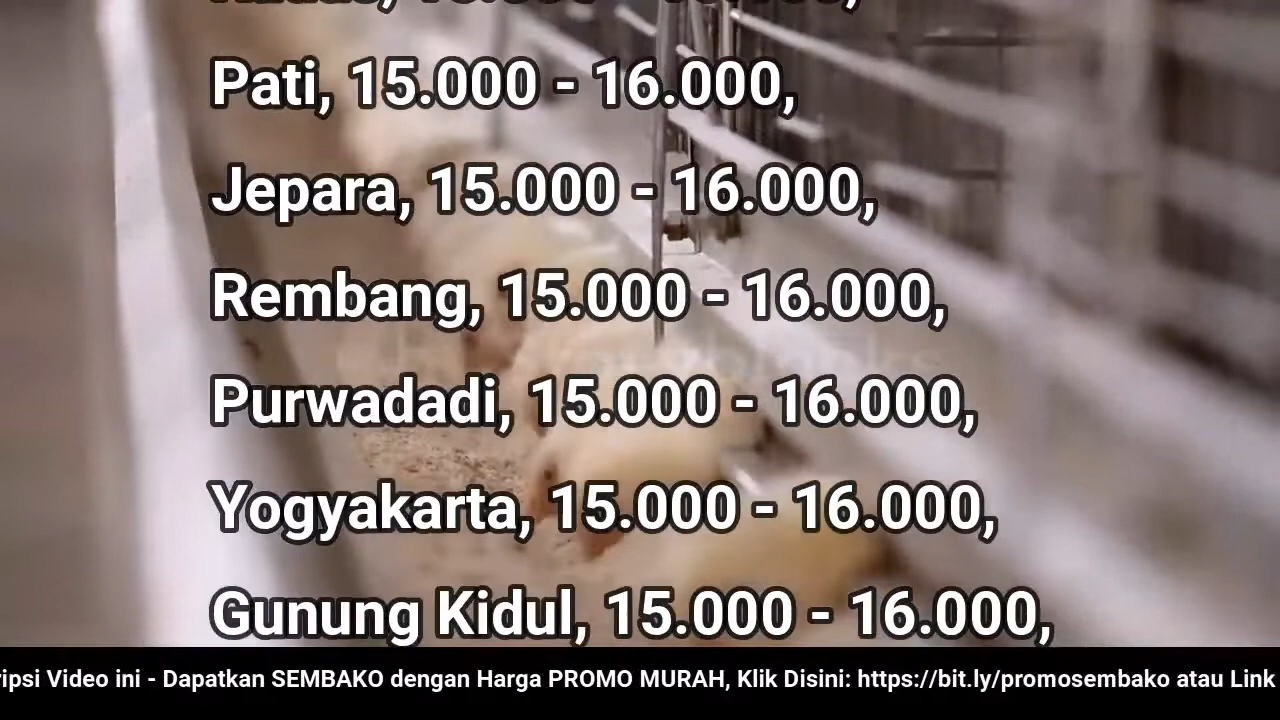 Pati, 15.000 - 16.000,
Jepara, 15.000 - 16.000,
Rembang, 15.000 - 16.000,
Purwadadi, 15.000 - 16.000,
Yogyakarta, 15.000 - 16.000,
Gunung Kidul, 15.000 - 16.000,
Video ini - Dapatkan SEMBAKO dengan Harga PROMO MURAH, Klik Disini: https://bit.ly/promosembako atau Link